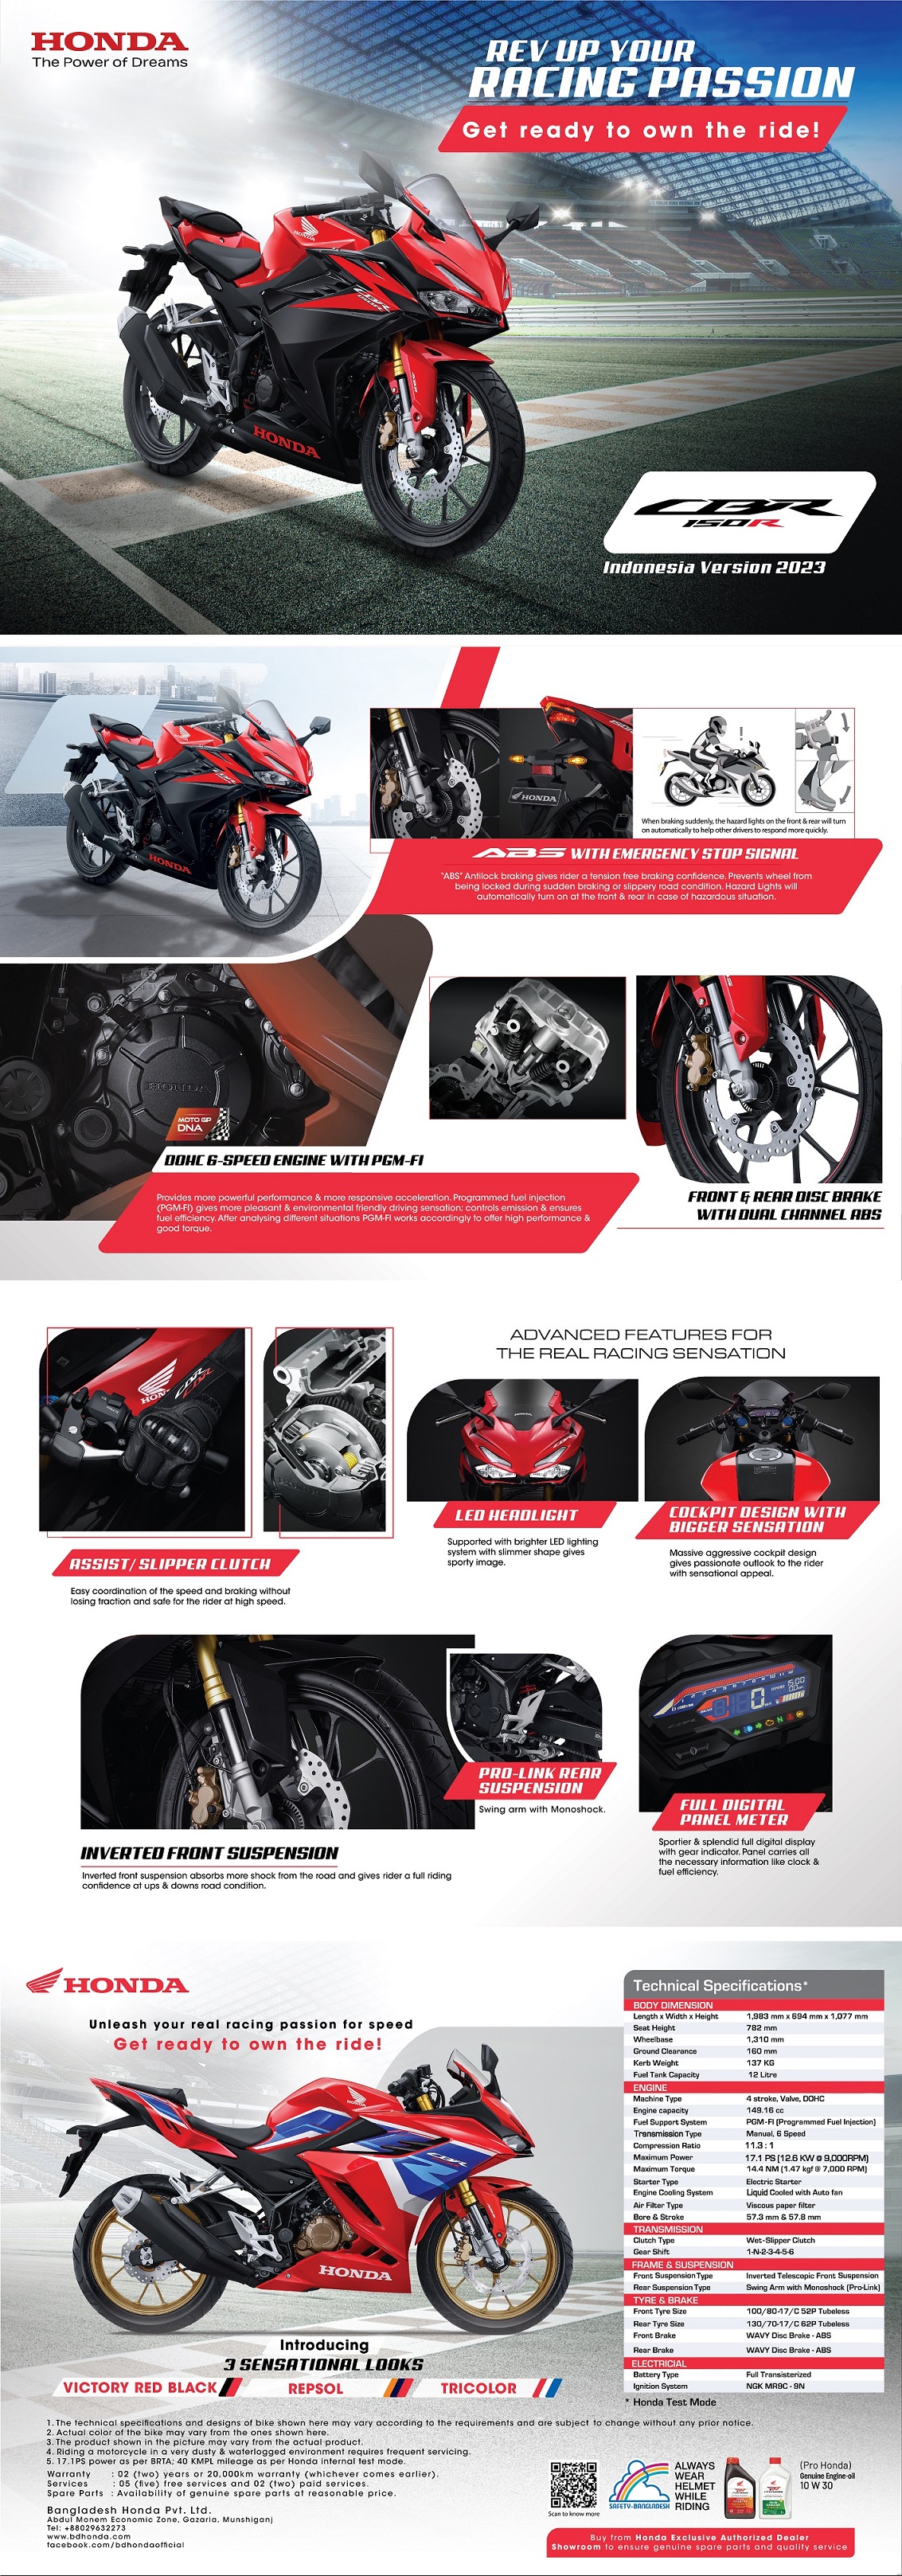 HONDA
The Power of Dreams
REV UP YOUR
RACING PASSION
Get ready to own the ride!
HONDA
CBR
150R
Indonesia Version 2023
HONDA
HONDA
When braking suddenly, the hazard lights on the front & rear will turn
on automatically to help other drivers to respond more quickly.
ABS WITH EMERGENCY STOP SIGNAL
"ABS" Antilock braking gives rider a tension free braking confidence. Prevents wheel from
being locked during sudden braking or slippery road condition. Hazard Lights will
automatically turn on at the front & rear in case of hazardous situation.
HONDA
MOTO GP
DNA
DOHC 6-SPEED ENGINE WITH PGM-FI
Provides more powerful performance & more responsive acceleration. Programmed fuel injection
(PGM-FI) gives more pleasant & environmental friendly driving sensation; controls emission & ensures
fuel efficiency. After analysing different situations PGM-FI works accordingly to offer high performance &
good torque.
FRONT & REAR DISC BRAKE
WITH DUAL CHANNEL ABS
ADVANCED FEATURES FOR
THE REAL RACING SENSATION
HONDA
CBR
ASSIST/ SLIPPER CLUTCH
Easy coordination of the speed and braking without
losing traction and safe for the rider at high speed.
LED HEADLIGHT
Supported with brighter LED lighting
system with slimmer shape gives
sporty image.
COCKPIT DESIGN WITH
BIGGER SENSATION
Massive aggressive cockpit design
gives passionate outlook to the rider
with sensational appeal.
INVERTED FRONT SUSPENSION
Inverted front suspension absorbs more shock from the road and gives rider a full riding
confidence at ups & downs road condition.
PRO-LINK REAR
SUSPENSION
Swing arm with Monoshock.
FULL DIGITAL
PANEL METER
Sportier & splendid full digital display
with gear indicator. Panel carries all
the necessary information like clock &
fuel efficiency.
HONDA
Unleash your real racing passion for speed
Get ready to own the ride!
HONDA
Introducing
3 SENSATIONAL LOOKS
VICTORY RED BLACK REPSOL TRICOLOR
Technical Specifications*
BODY DIMENSION
Length x Width x Height 1,983 mm x 694 mm x 1,077 mm
Seat Height 782 mm
Wheelbase 1,310 mm
Ground Clearance 160 mm
Kerb Weight 137 KG
Fuel Tank Capacity 12 Litre
ENGINE
Machine Type 4 stroke, Valve, DOHC
Engine capacity 149.16 cc
Fuel Support System PGM-FI (Programmed Fuel Injection)
Transmission Type Manual, 6 Speed
Compression Ratio 11.3 : 1
Maximum Power 17.1 PS (12.6 KW @ 9,000RPM)
Maximum Torque 14.4 NM (1.47 kgf @ 7,000 RPM)
Starter Type Electric Starter
Engine Cooling System Liquid Cooled with Auto fan
Air Filter Type Viscous paper filter
Bore & Stroke 57.3 mm & 57.8 mm
TRANSMISSION
Clutch Type Wet-Slipper Clutch
Gear Shift 1-N-2-3-4-5-6
FRAME & SUSPENSION
Front Suspension Type Inverted Telescopic Front Suspension
Rear Suspension Type Swing Arm with Monoshock (Pro-Link)
TYRE & BRAKE
Front Tyre Size 100/80-17/C 52P Tubeless
Rear Tyre Size 130/70-17/C 62P Tubeless
Front Brake WAVY Disc Brake - ABS
Rear Brake WAVY Disc Brake - ABS
ELECTRICIAL
Battery Type Full Transisterized
Ignition System NGK MR9C - 9N
* Honda Test Mode
1. The technical specifications and designs of bike shown here may vary according to the requirements and are subject to change without any prior notice.
2. Actual color of the bike may vary from the ones shown here.
3. The product shown in the picture may vary from the actual product.
4. Riding a motorcycle in a very dusty & waterlogged environment requires frequent servicing.
5. 17.1PS power as per BRTA; 40 KMPL mileage as per Honda internal test mode.
Warranty : 02 (two) years or 20,000km warranty (whichever comes earlier).
Services : 05 (five) free services and 02 (two) paid services.
Spare Parts : Availability of genuine spare parts at reasonable price.
Bangladesh Honda Pvt. Ltd.
Abdul Monem Economic Zone, Gazaria, Munshiganj
Tel: +88029632273
www.bdhonda.com
facebook.com/bdhondaofficial
Scan to know more
SAFETY-BANGLADESH
ALWAYS
WEAR
HELMET
WHILE
RIDING
(Pro Honda)
Genuine Engine-oil
10 W 30
Buy from Honda Exclusive Authorized Dealer
Showroom to ensure genuine spare parts and quality service